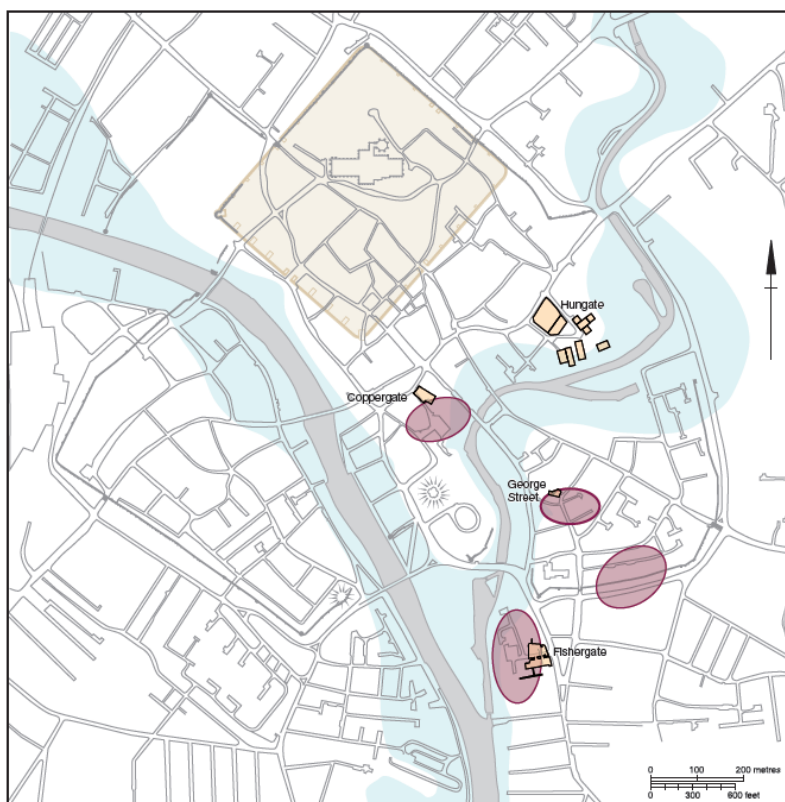 Hungate
Coppergate
George
Street
Fishergate
0 100 200 metres
0 300 600 feet